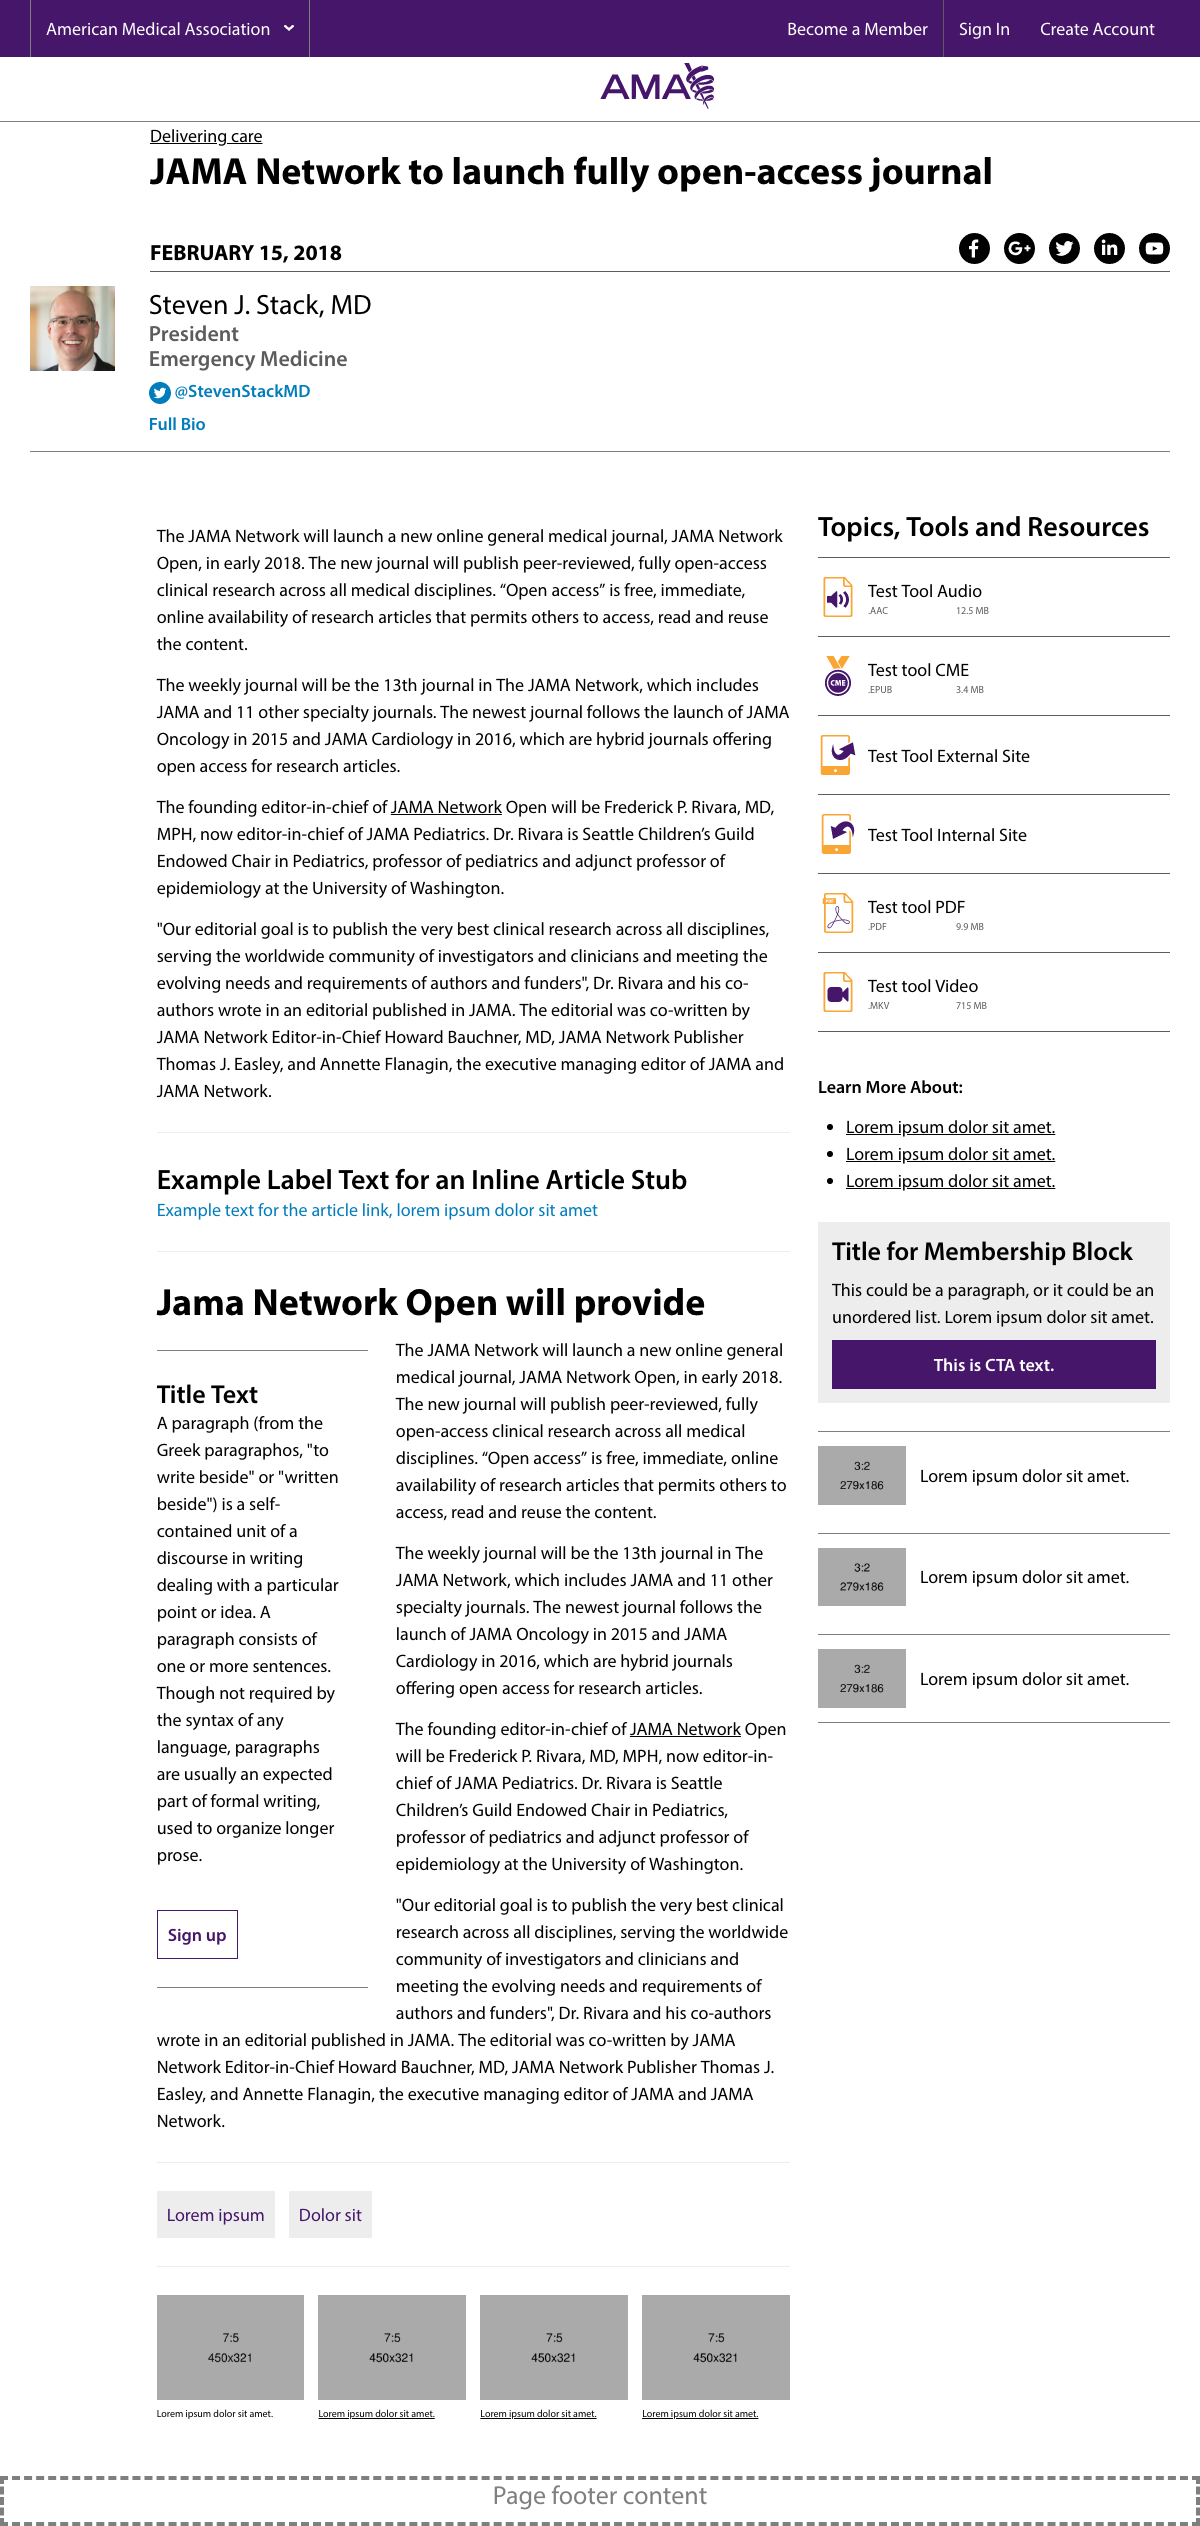 American Medical Association
Become a Member
Sign In
Create Account
AMA
Delivering care
JAMA Network to launch fully open-access journal
FEBRUARY 15, 2018
Steven J. Stack, MD
President
Emergency Medicine
@StevenStackMD
Full Bio
The JAMA Network will launch a new online general medical journal, JAMA Network
Open, in early 2018. The new journal will publish peer-reviewed, fully open-access
clinical research across all medical disciplines. “Open access” is free, immediate,
online availability of research articles that permits others to access, read and reuse
the content.
The weekly journal will be the 13th journal in The JAMA Network, which includes
JAMA and 11 other specialty journals. The newest journal follows the launch of JAMA
Oncology in 2015 and JAMA Cardiology in 2016, which are hybrid journals offering
open access for research articles.
The founding editor-in-chief of JAMA Network Open will be Frederick P. Rivara, MD,
MPH, now editor-in-chief of JAMA Pediatrics. Dr. Rivara is Seattle Children’s Guild
Endowed Chair in Pediatrics, professor of pediatrics and adjunct professor of
epidemiology at the University of Washington.
"Our editorial goal is to publish the very best clinical research across all disciplines,
serving the worldwide community of investigators and clinicians and meeting the
evolving needs and requirements of authors and funders", Dr. Rivara and his co-
authors wrote in an editorial published in JAMA. The editorial was co-written by
JAMA Network Editor-in-Chief Howard Bauchner, MD, JAMA Network Publisher
Thomas J. Easley, and Annette Flanagin, the executive managing editor of JAMA and
JAMA Network.
Example Label Text for an Inline Article Stub
Example text for the article link, lorem ipsum dolor sit amet
Jama Network Open will provide
Title Text
A paragraph (from the
Greek paragraphos, "to
write beside" or "written
beside") is a self-
contained unit of a
discourse in writing
dealing with a particular
point or idea. A
paragraph consists of
one or more sentences.
Though not required by
the syntax of any
language, paragraphs
are usually an expected
part of formal writing,
used to organize longer
prose.
Sign up
The JAMA Network will launch a new online general
medical journal, JAMA Network Open, in early 2018.
The new journal will publish peer-reviewed, fully
open-access clinical research across all medical
disciplines. “Open access” is free, immediate, online
availability of research articles that permits others to
access, read and reuse the content.
The weekly journal will be the 13th journal in The
JAMA Network, which includes JAMA and 11 other
specialty journals. The newest journal follows the
launch of JAMA Oncology in 2015 and JAMA
Cardiology in 2016, which are hybrid journals
offering open access for research articles.
The founding editor-in-chief of JAMA Network Open
will be Frederick P. Rivara, MD, MPH, now editor-in-
chief of JAMA Pediatrics. Dr. Rivara is Seattle
Children’s Guild Endowed Chair in Pediatrics,
professor of pediatrics and adjunct professor of
epidemiology at the University of Washington.
"Our editorial goal is to publish the very best clinical
research across all disciplines, serving the worldwide
community of investigators and clinicians and
meeting the evolving needs and requirements of
authors and funders", Dr. Rivara and his co-authors
wrote in an editorial published in JAMA. The editorial was co-written by JAMA
Network Editor-in-Chief Howard Bauchner, MD, JAMA Network Publisher Thomas J.
Easley, and Annette Flanagin, the executive managing editor of JAMA and JAMA
Network.
Lorem ipsum
Dolor sit
7:5
450x321
Lorem ipsum dolor sit amet.
7:5
450x321
Lorem ipsum dolor sit amet.
7:5
450x321
Lorem ipsum dolor sit amet.
7:5
450x321
Lorem ipsum dolor sit amet.
Topics, Tools and Resources
Test Tool Audio
.AAC 12.5 MB
CME
Test tool CME
.EPUB 3.4 MB
Test Tool External Site
Test Tool Internal Site
PDF
Test tool PDF
.PDF 9.9 MB
Test tool Video
.MKV 715 MB
Learn More About:
Lorem ipsum dolor sit amet.
Lorem ipsum dolor sit amet.
Lorem ipsum dolor sit amet.
Title for Membership Block
This could be a paragraph, or it could be an
unordered list. Lorem ipsum dolor sit amet.
This is CTA text.
3:2
279x186
Lorem ipsum dolor sit amet.
3:2
279x186
Lorem ipsum dolor sit amet.
3:2
279x186
Lorem ipsum dolor sit amet.
Page footer content